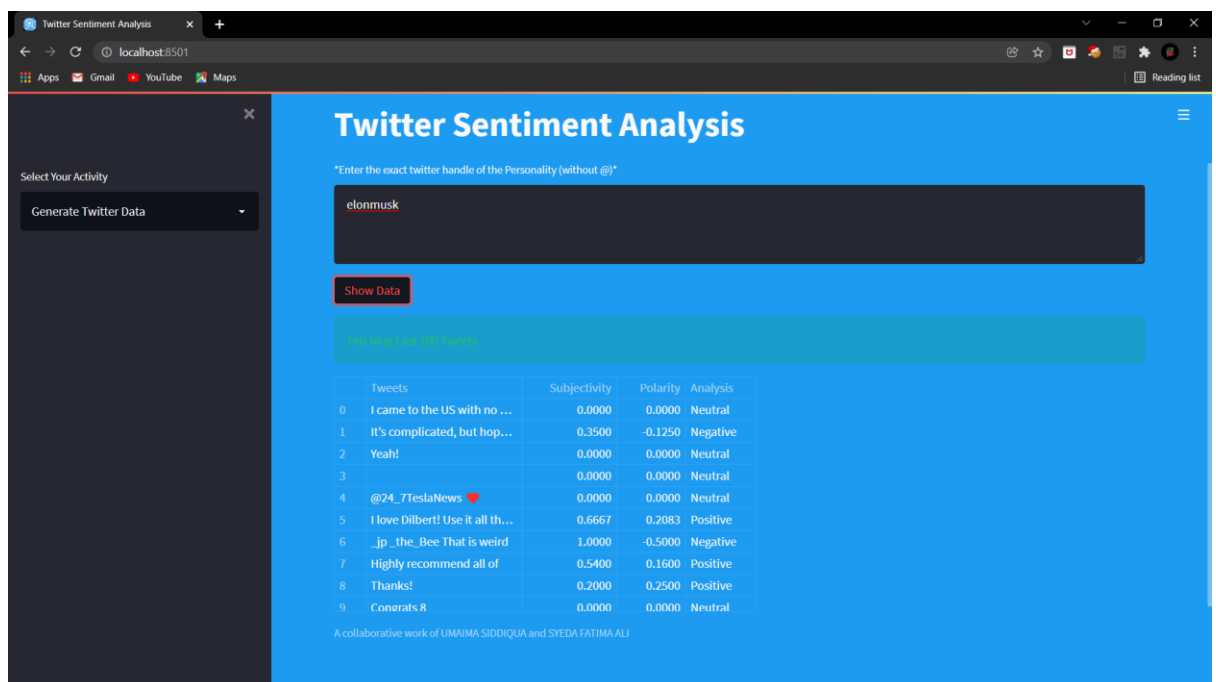 Twitter Sentiment Analysis
localhost:8501
Apps Gmail YouTube Maps Reading list
Select Your Activity
Generate Twitter Data
Twitter Sentiment Analysis
*Enter the exact twitter handle of the Personality (without @)*
elonmusk
Show Data
Fetching Last 100 Tweets
Tweets Subjectivity Polarity Analysis
0 I came to the US with no ... 0.0000 0.0000 Neutral
1 It's complicated, but hop... 0.3500 -0.1250 Negative
2 Yeah! 0.0000 0.0000 Neutral
3 0.0000 0.0000 Neutral
4 @24_7TeslaNews ❤️ 0.0000 0.0000 Neutral
5 I love Dilbert! Use it all th... 0.6667 0.2083 Positive
6 _jp _the_Bee That is weird 1.0000 -0.5000 Negative
7 Highly recommend all of 0.5400 0.1600 Positive
8 Thanks! 0.2000 0.2500 Positive
9 Congrats 8 0.0000 0.0000 Neutral
A collaborative work of UMAIMA SIDDIQUA and SYEDA FATIMA ALI